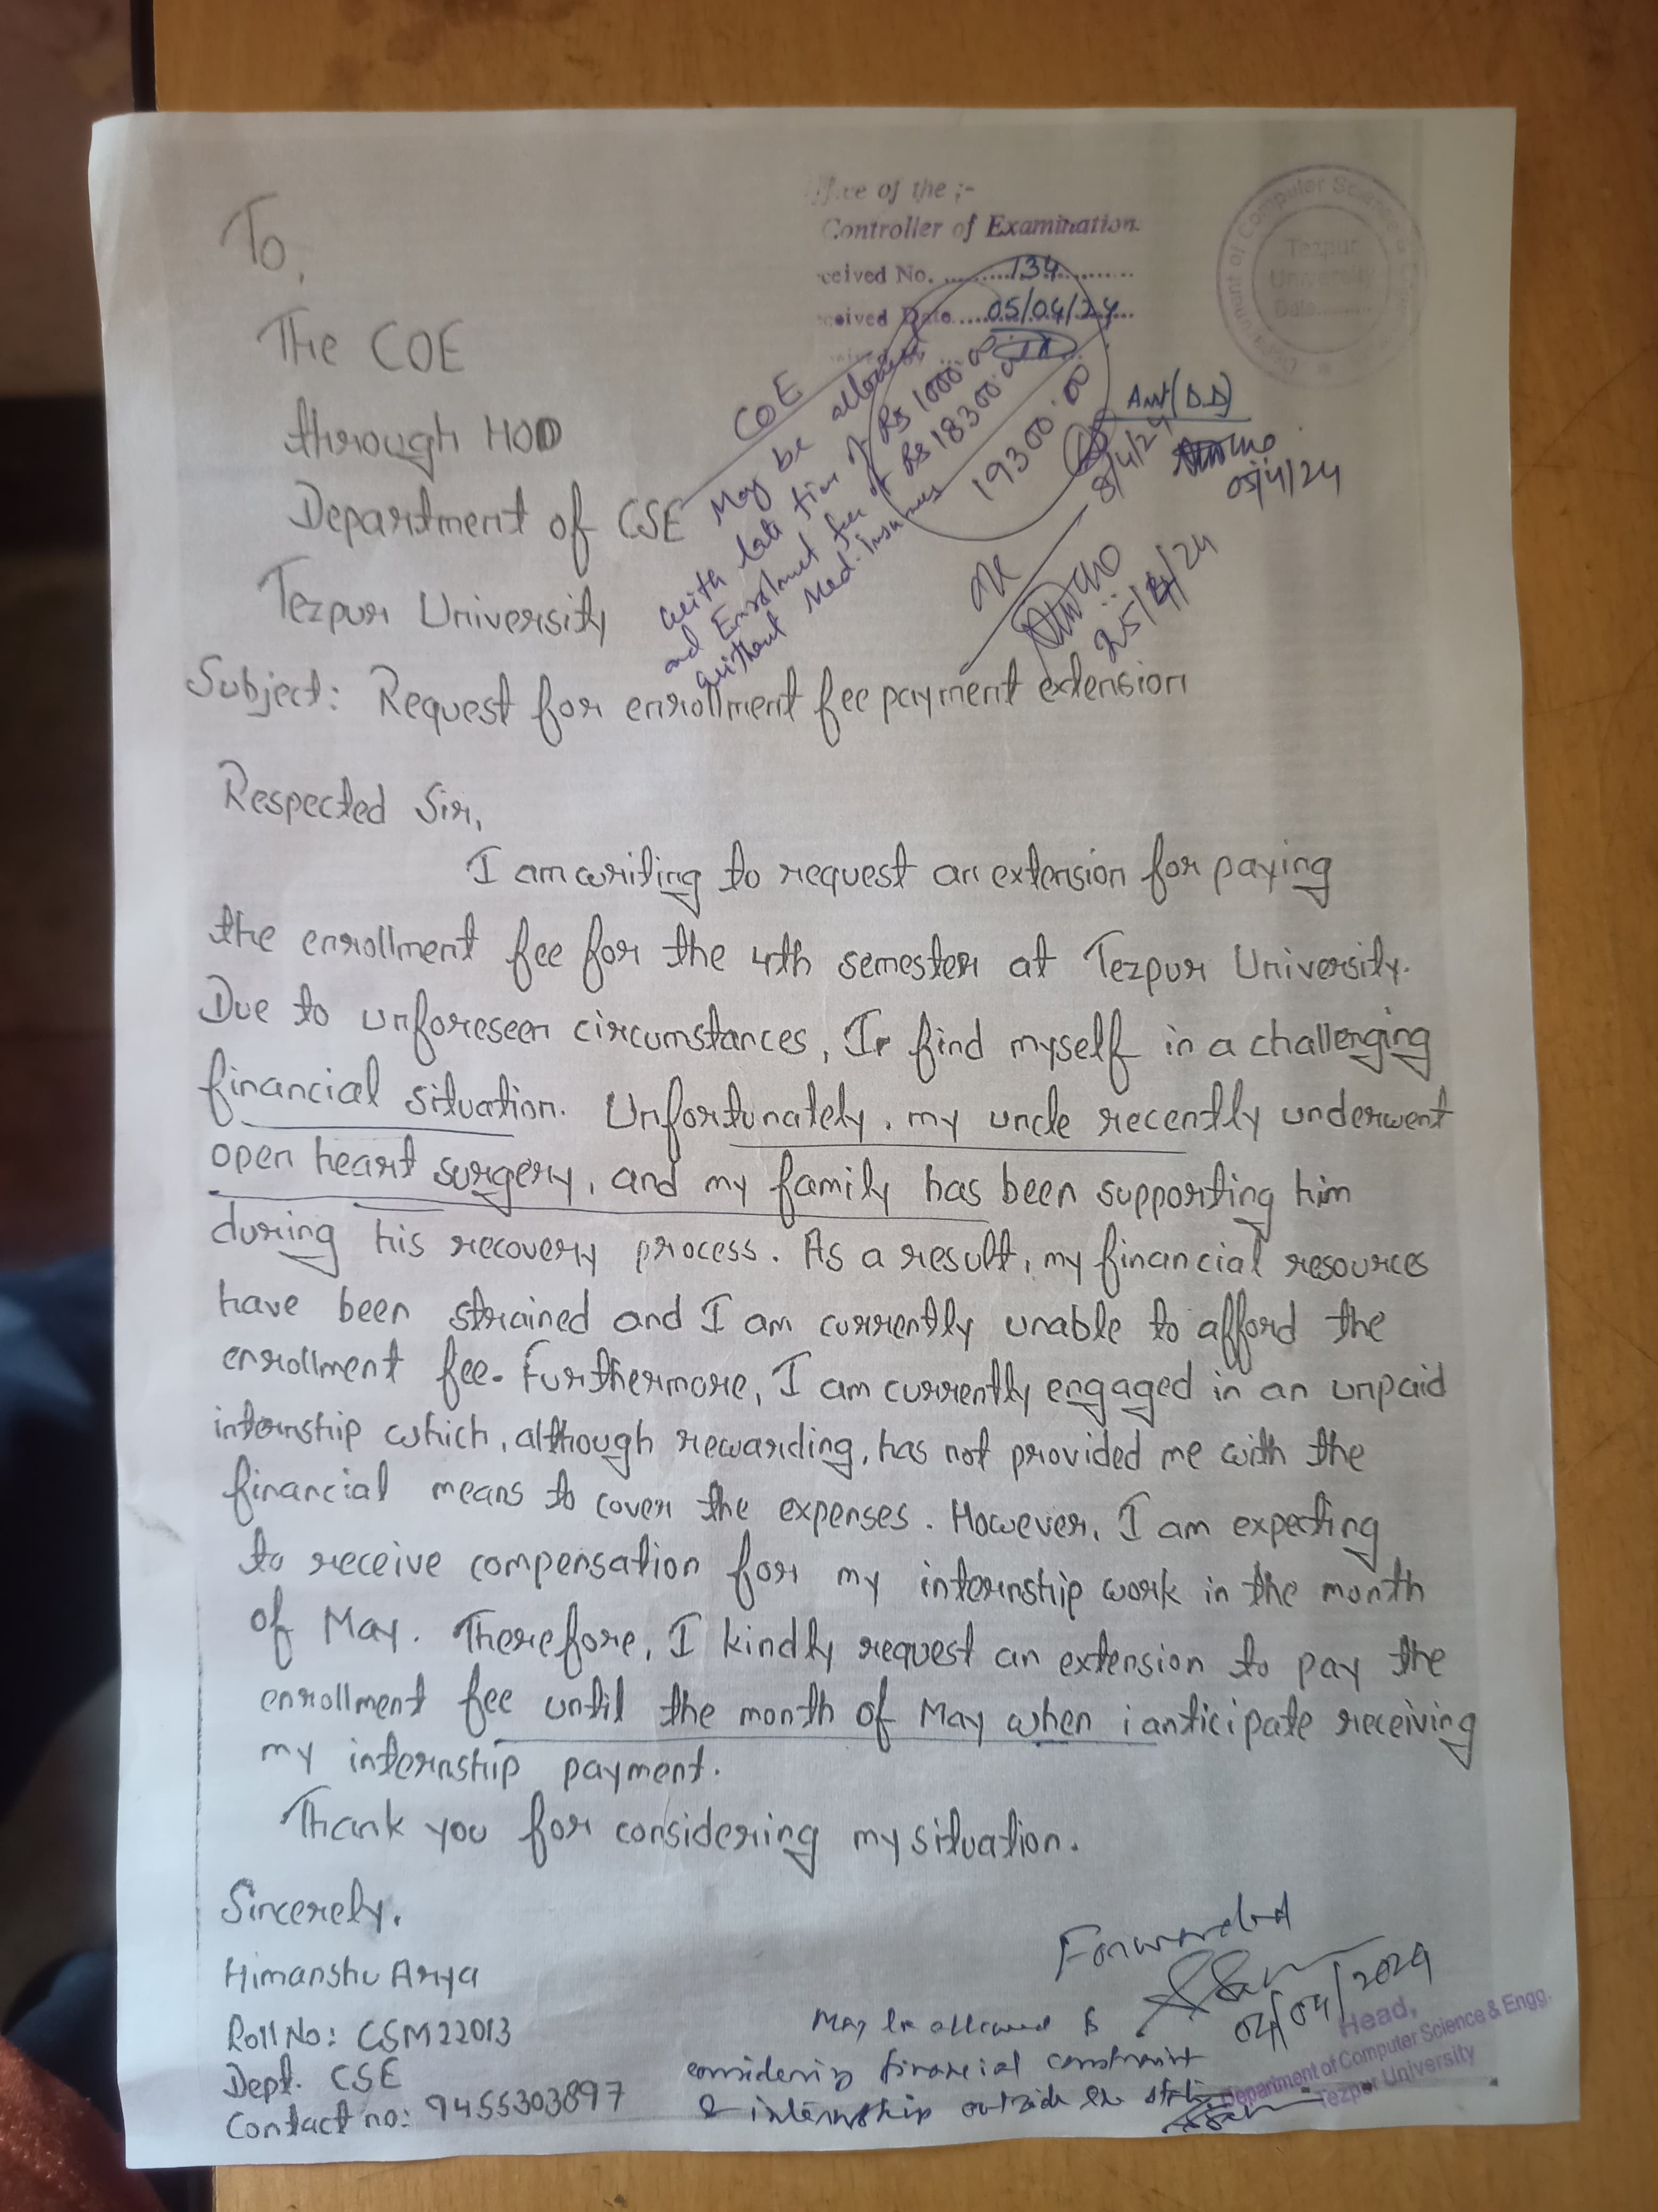 To,
The COE
through HOD
Department of CSE
Tezpur University
of the ;-
Controller of Examination.
ceived No. ..........134............
ceived Date.....05/04/24...
Department of Computer Science
Tezpur
University
Date............
COE
May be allowed
with late fine of Rs 1000.00
and Enrolment fee of Rs 18300.00
without Med. Insurance
19300.00
8/4/24
05/4/24
25/4/24
Subject: Request for enrollment fee payment extension
Respected Sir,
I am writing to request an extension for paying
the enrollment fee for the 4th semester at Tezpur University.
Due to unforeseen circumstances, I find myself in a challenging
financial situation. Unfortunately, my uncle recently underwent
open heart surgery, and my family has been supporting him
during his recovery process. As a result, my financial resources
have been strained and I am currently unable to afford the
enrollment fee. Furthermore, I am currently engaged in an unpaid
internship which, although rewarding, has not provided me with the
financial means to cover the expenses. However, I am expecting
to receive compensation for my internship work in the month
of May. Therefore, I kindly request an extension to pay the
enrollment fee until the month of May when i anticipate receiving
my internship payment.
Thank you for considering my situation.
Sincerely,
Himanshu Arya
Roll No: CSM22013
Dept. CSE
Contact no: 9455303897
Forwarded
04/04/2024
May be allowed
considering financial constraint
& internship outside the state.
Head,
Department of Computer Science & Engg.
Tezpur University